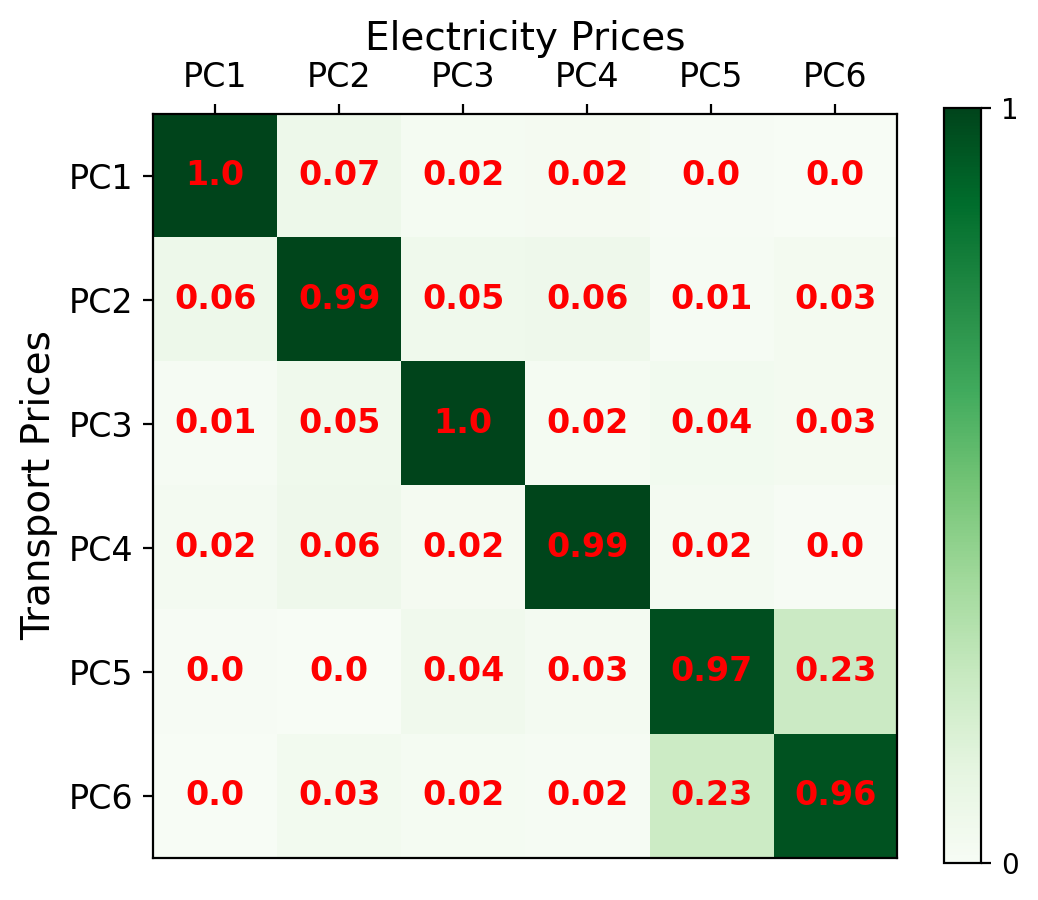 Electricity Prices
PC1 PC2 PC3 PC4 PC5 PC6
1
PC1 1.0 0.07 0.02 0.02 0.0 0.0
PC2 0.06 0.99 0.05 0.06 0.01 0.03
PC3 0.01 0.05 1.0 0.02 0.04 0.03
Transport Prices
PC4 0.02 0.06 0.02 0.99 0.02 0.0
PC5 0.0 0.0 0.04 0.03 0.97 0.23
PC6 0.0 0.03 0.02 0.02 0.23 0.96
0